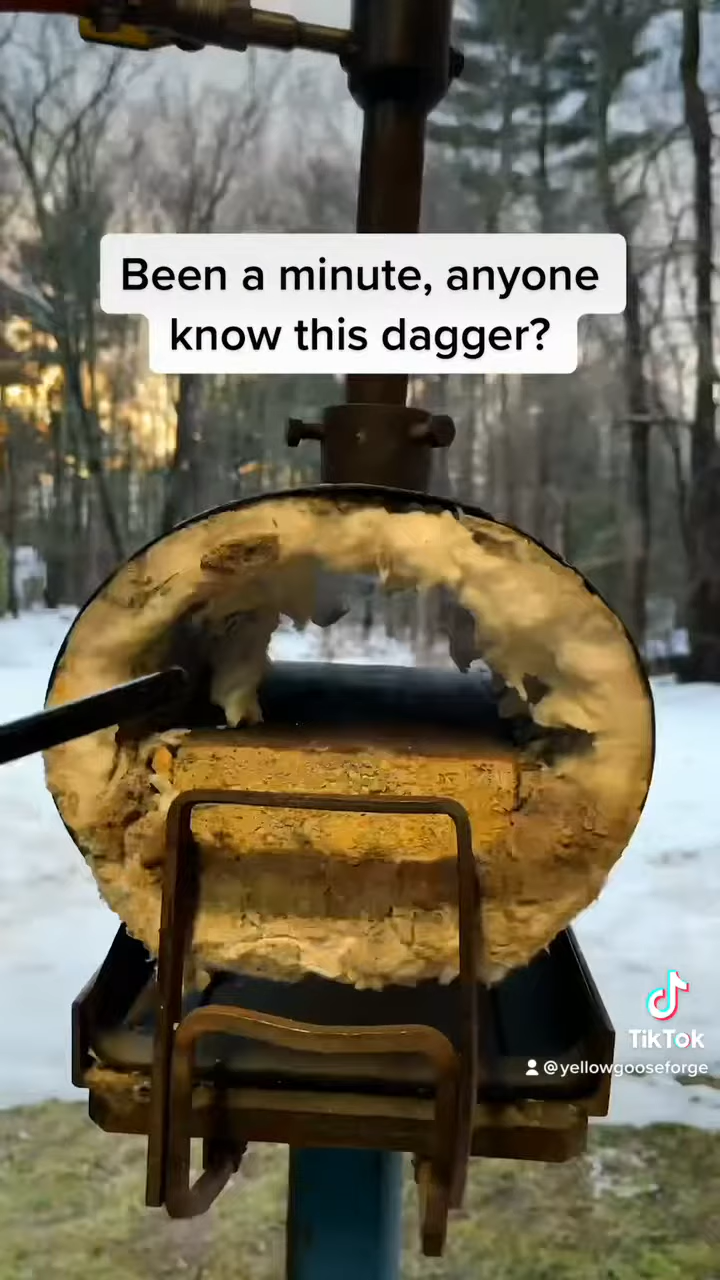 Been a minute, anyone
know this dagger?
TikTok
@yellowgooseforge